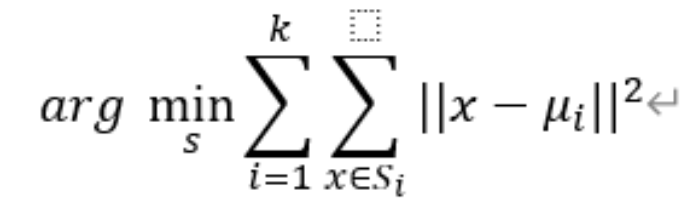 arg min_s ∑_{i=1}^{k} ∑_{x∈S_i} ||x − μ_i||²↵